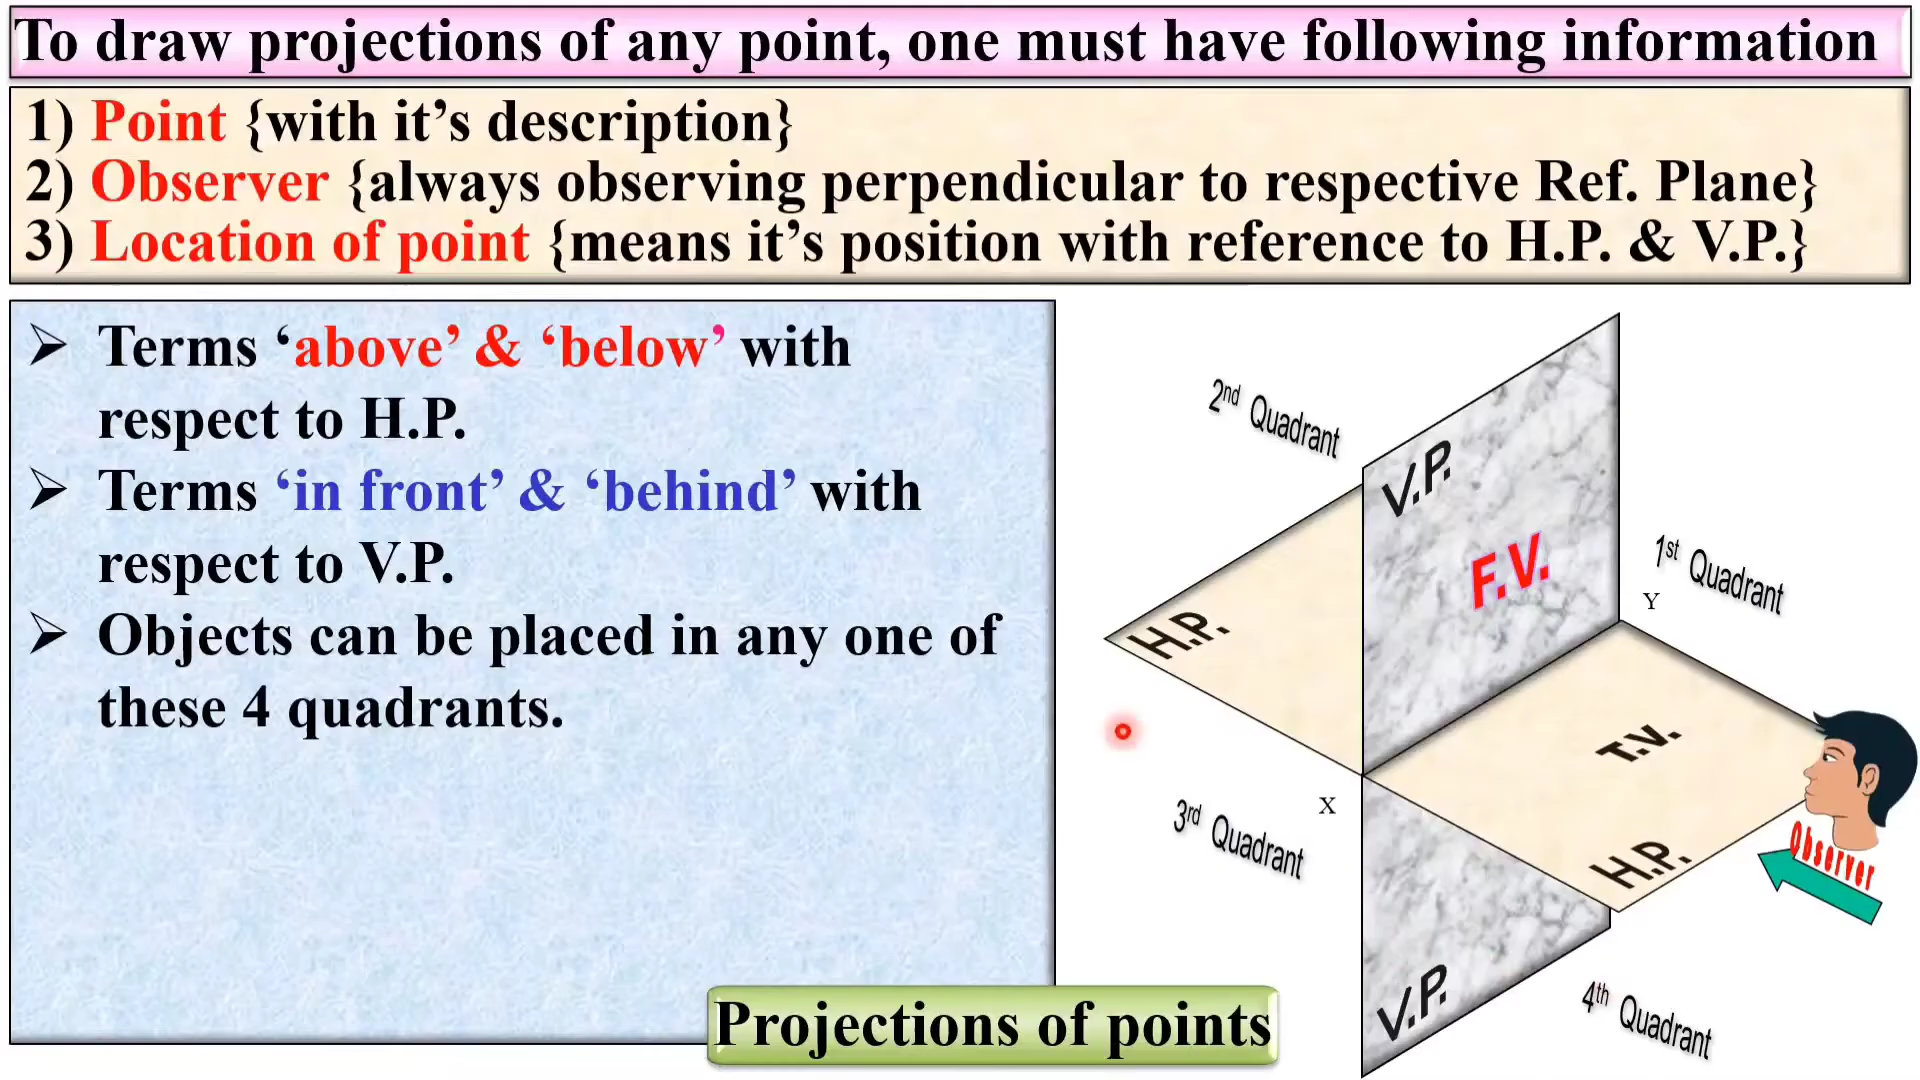 To draw projections of any point, one must have following information
1) Point {with it’s description}
2) Observer {always observing perpendicular to respective Ref. Plane}
3) Location of point {means it’s position with reference to H.P. & V.P.}
➢ Terms ‘above’ & ‘below’ with
respect to H.P.
➢ Terms ‘in front’ & ‘behind’ with
respect to V.P.
➢ Objects can be placed in any one of
these 4 quadrants.
2nd Quadrant
V.P.
F.V.
1st Quadrant
Y
H.P.
T.V.
X
3rd Quadrant
H.P.
Observer
V.P.
4th Quadrant
Projections of points